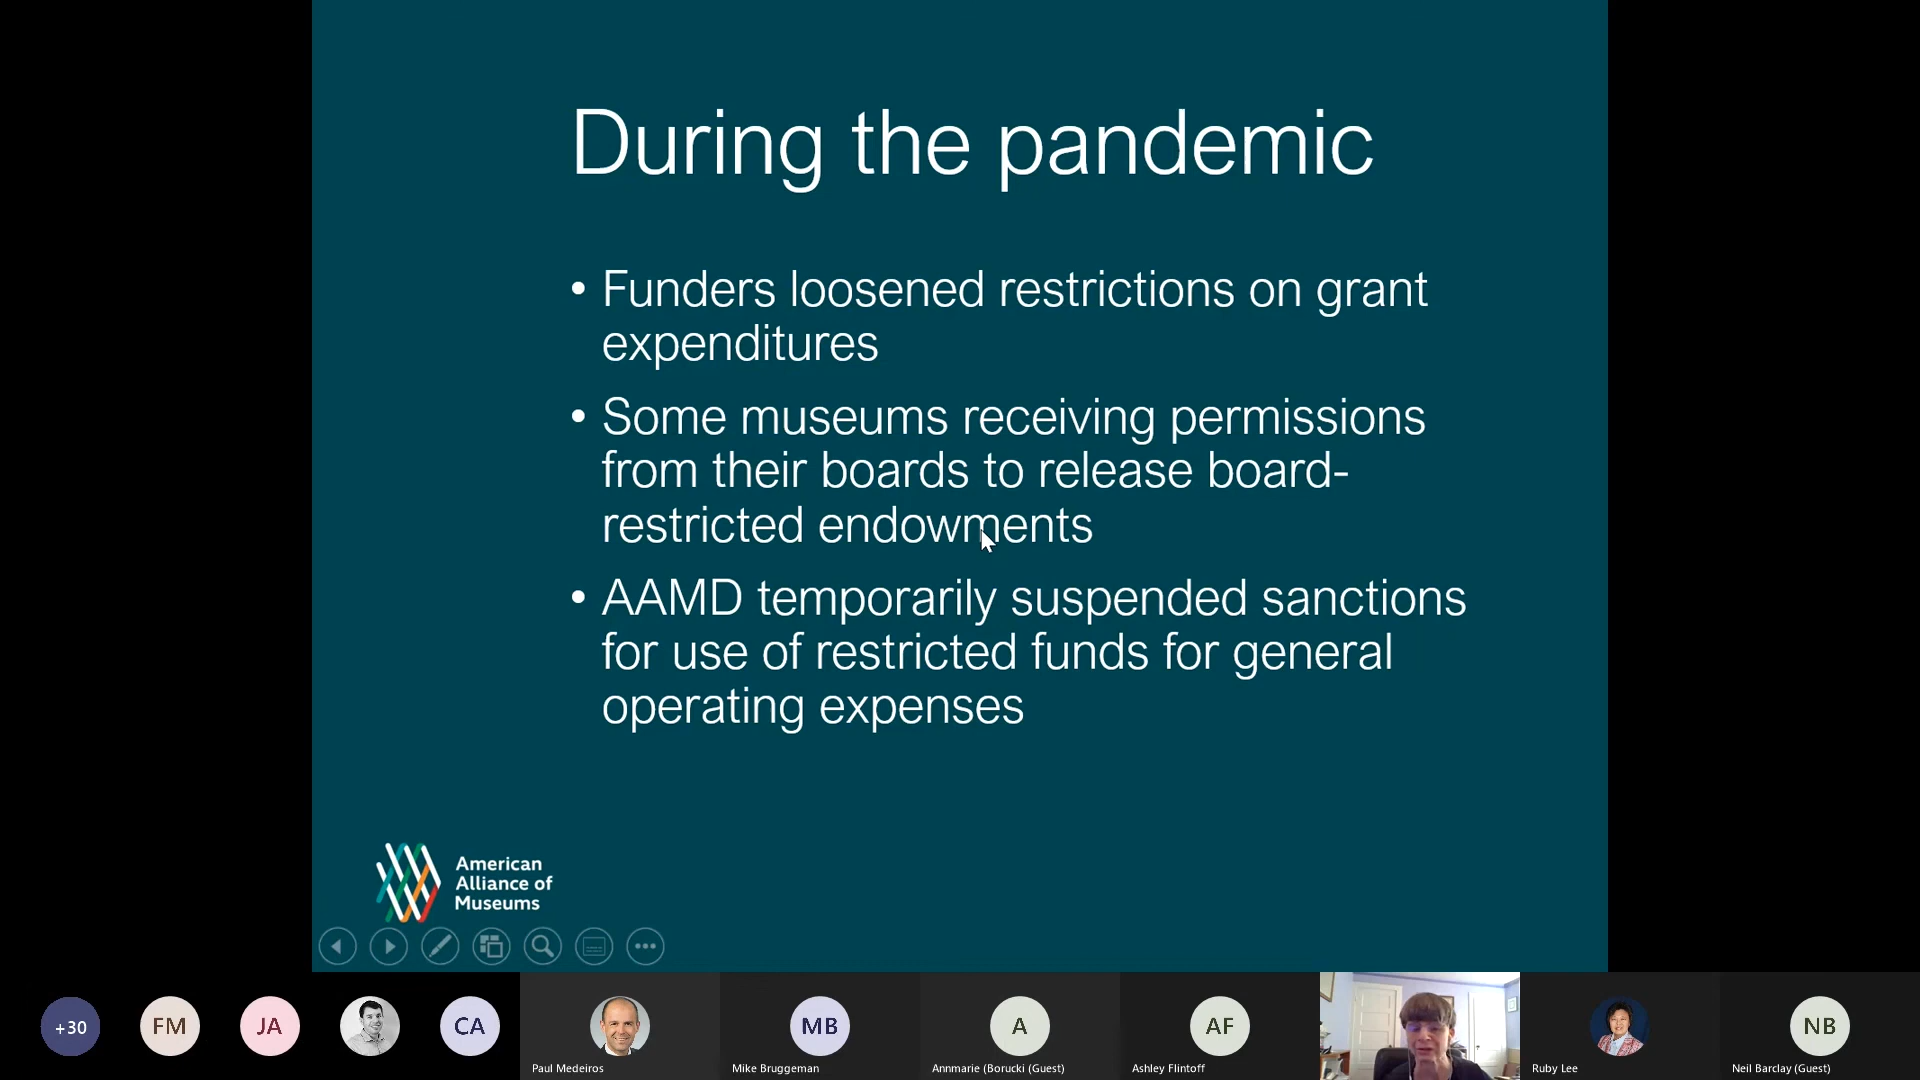 During the pandemic
• Funders loosened restrictions on grant
expenditures
• Some museums receiving permissions
from their boards to release board-
restricted endowments
• AAMD temporarily suspended sanctions
for use of restricted funds for general
operating expenses
American
Alliance of
Museums
+30
FM
JA
CA
MB
A
AF
NB
Paul Medeiros
Mike Bruggeman
Annmarie (Borucki (Guest)
Ashley Flintoff
Ruby Lee
Neil Barclay (Guest)